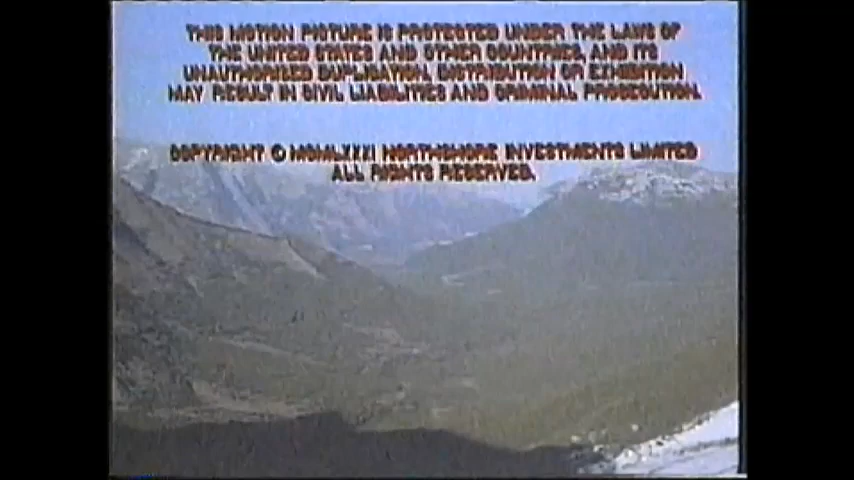 THIS MOTION PICTURE IS PROTECTED UNDER THE LAWS OF
THE UNITED STATES AND OTHER COUNTRIES, AND ITS
UNAUTHORISED DUPLICATION, DISTRIBUTION OR EXHIBITION
MAY RESULT IN CIVIL LIABILITIES AND CRIMINAL PROSECUTION.
COPYRIGHT © MCMLXXXI NORTHSHORE INVESTMENTS LIMITED
ALL RIGHTS RESERVED.